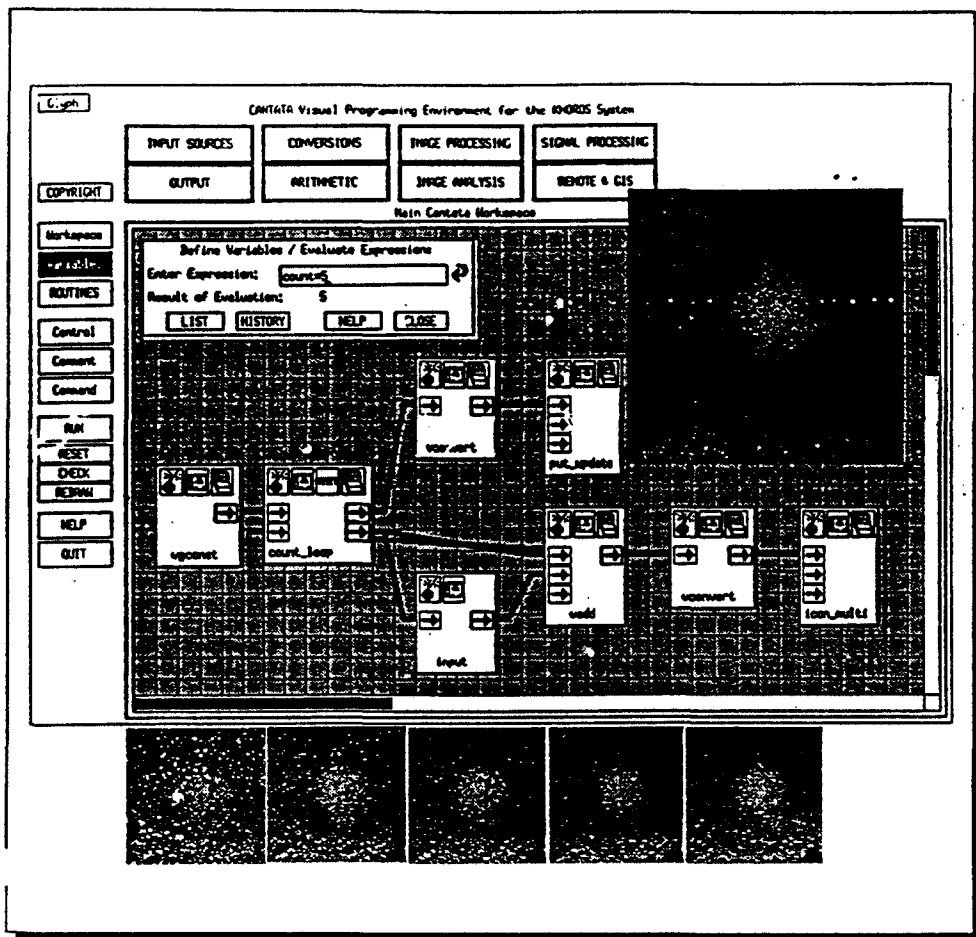 Glyph
CANTATA Visual Programming Environment for the KHOROS System
INPUT SOURCES
CONVERSIONS
IMAGE PROCESSING
SIGNAL PROCESSING
OUTPUT
ARITHMETIC
IMAGE ANALYSIS
REMOTE & GIS
COPYRIGHT
Main Cantata Workspace
Workspace
Variables
ROUTINES
Control
Comment
Command
RUN
RESET
CHECK
REDRAW
HELP
QUIT
Define Variables / Evaluate Expressions
Enter Expression: count=5
Result of Evaluation: 5
LIST HISTORY HELP CLOSE
vconvert
put_update
vgconst
count_loop
vadd
vconvert
icon_multi
input